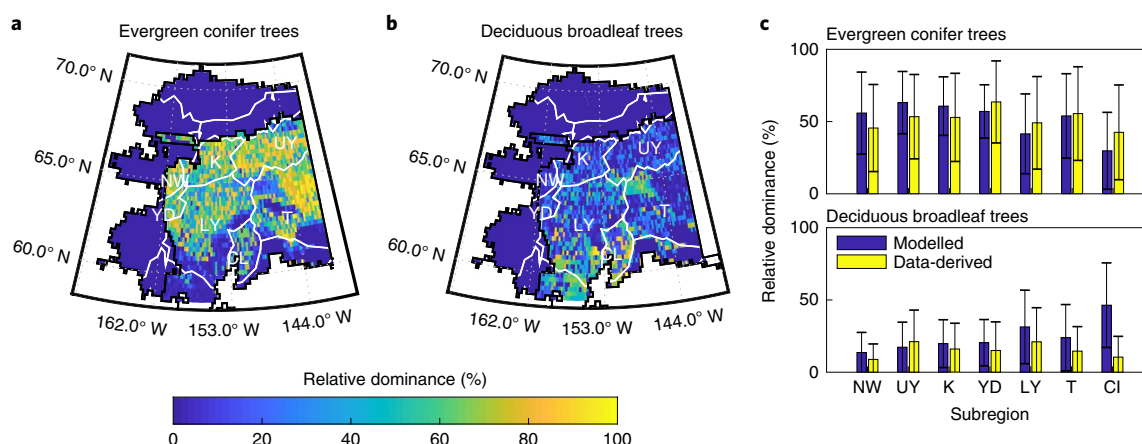 a
Evergreen conifer trees
70.0° N
65.0° N
60.0° N
162.0° W
153.0° W
144.0° W
NW
K
UY
YD
LY
T
CI
b
Deciduous broadleaf trees
70.0° N
65.0° N
60.0° N
162.0° W
153.0° W
144.0° W
NW
K
UY
YD
LY
T
CI
Relative dominance (%)
0 20 40 60 80 100
c
Evergreen conifer trees
100
50
0
Deciduous broadleaf trees
100
50
0
Modelled
Data-derived
Relative dominance (%)
NW UY K YD LY T CI
Subregion